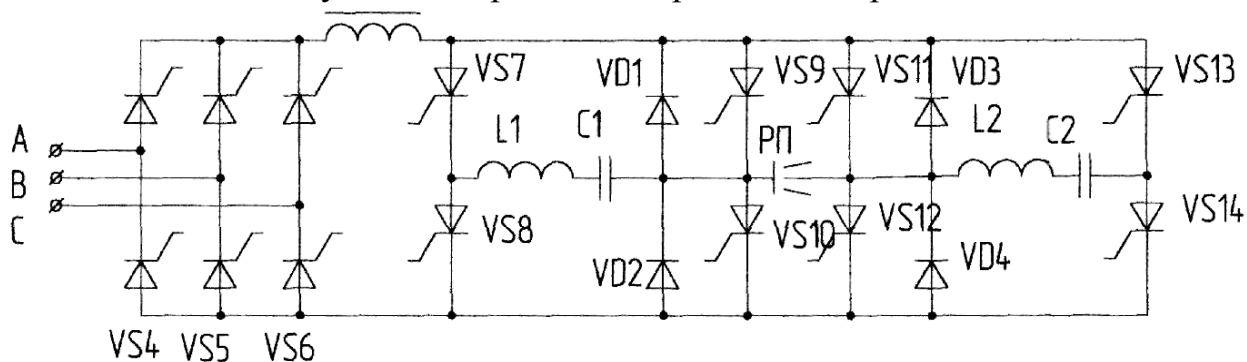 VS7
VD1
VS9
VS11
VD3
VS13
L1
C1
РП
L2
C2
A
B
C
VS8
VD2
VS10
VS12
VD4
VS14
VS4
VS5
VS6